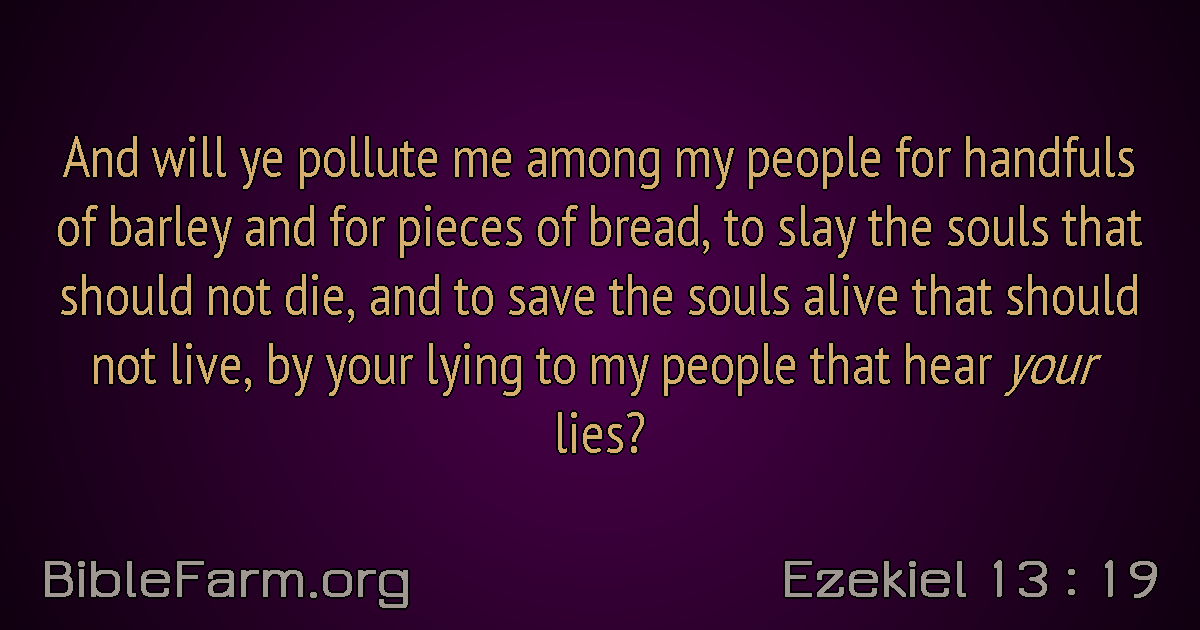 And will ye pollute me among my people for handfuls
of barley and for pieces of bread, to slay the souls that
should not die, and to save the souls alive that should
not live, by your lying to my people that hear your
lies?
BibleFarm.org
Ezekiel 13 : 19